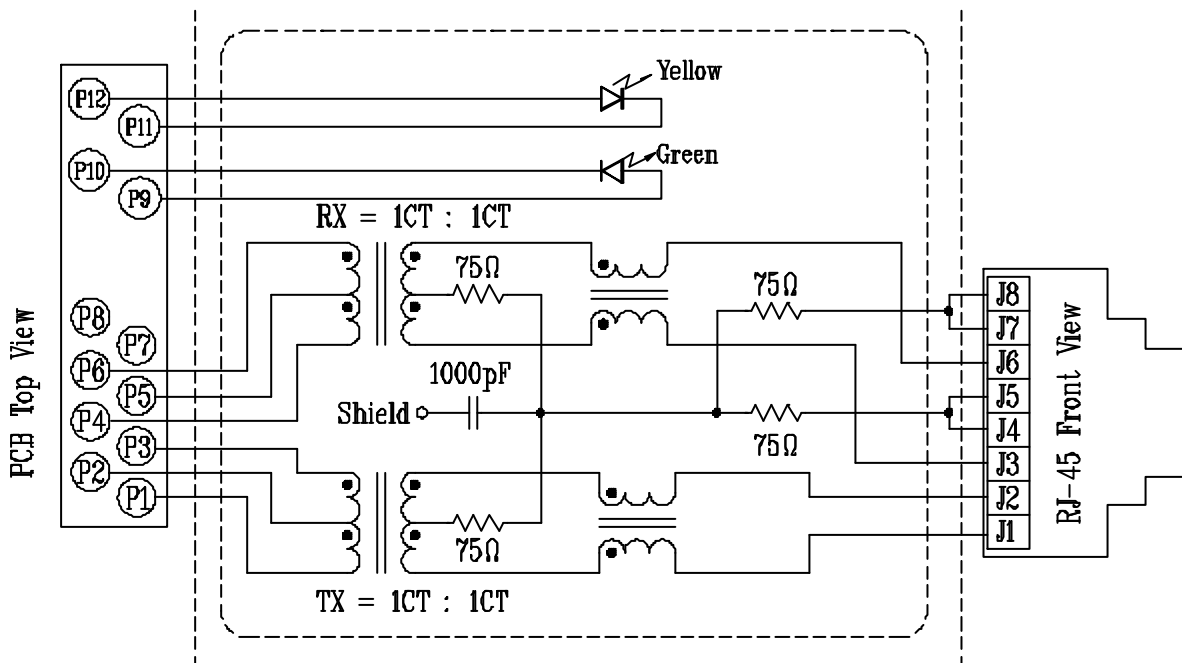 Yellow
P12
P11
Green
P10
P9
RX = 1CT : 1CT
75Ω
75Ω
P8
P7
P6
P5
P4
P3
P2
P1
PCB Top View
1000pF
Shield
75Ω
75Ω
TX = 1CT : 1CT
J8
J7
J6
J5
J4
J3
J2
J1
RJ-45 Front View